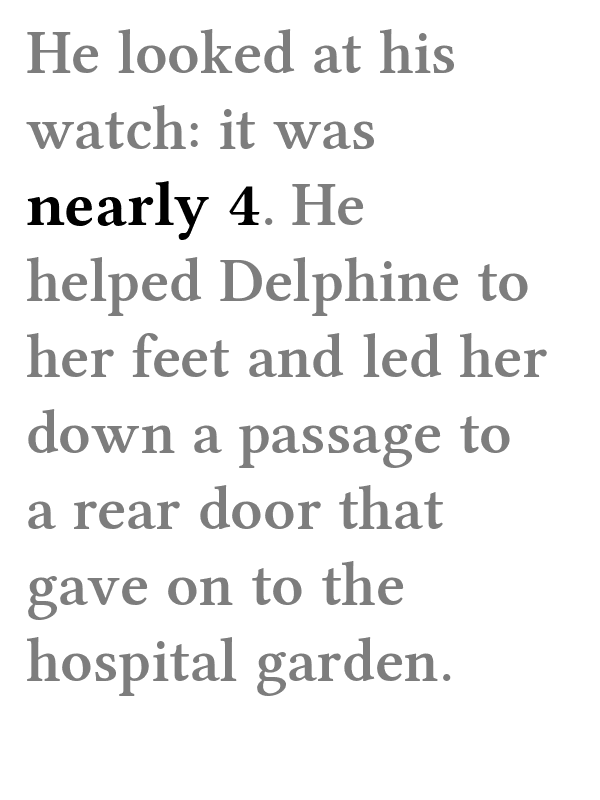 He looked at his
watch: it was
nearly 4. He
helped Delphine to
her feet and led her
down a passage to
a rear door that
gave on to the
hospital garden.